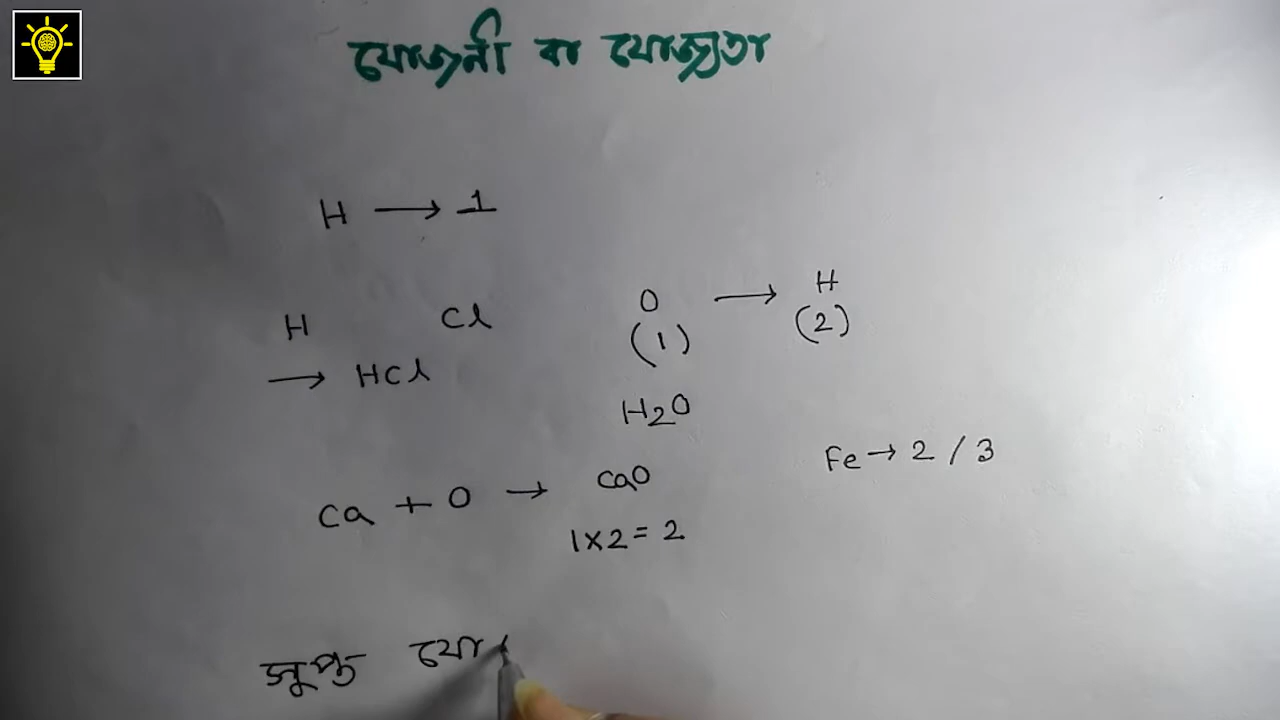 যোজনী বা যোজ্যতা
H → 1
H Cl O → H
(1) (2)
→ HCl
H2O
Fe → 2 / 3
Ca + O → CaO
1 × 2 = 2
সুপ্ত যো